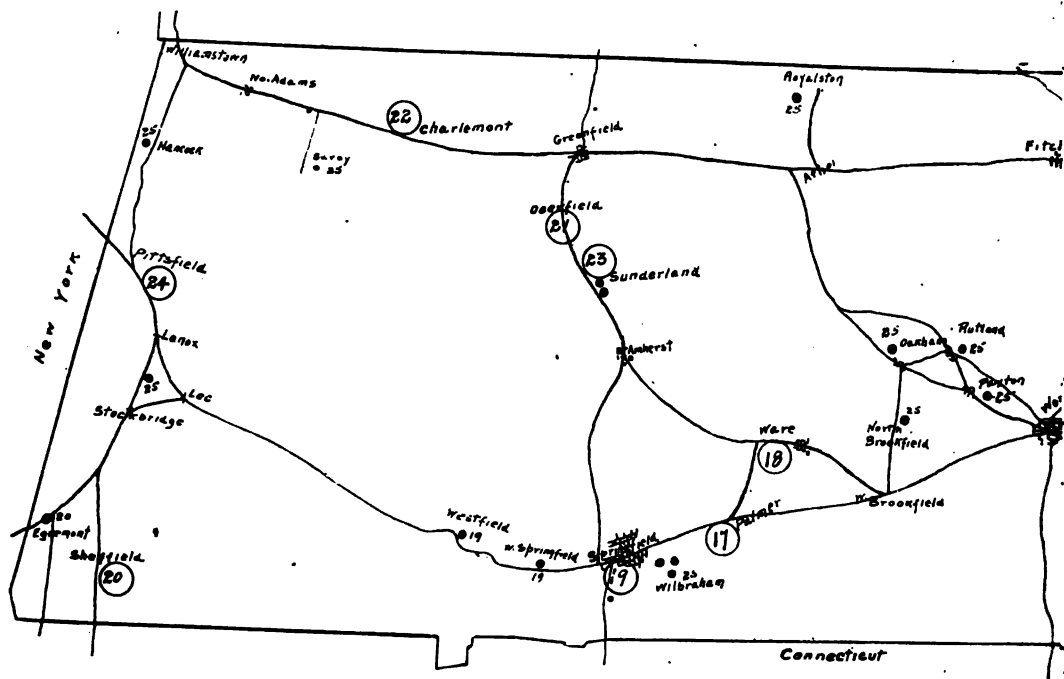 Williamstown
No. Adams
22
Charlemont
Greenfield
Royalston
25
Athol
25
Hancock
Savoy
25
Deerfield
21
23
Sunderland
New York
Pittsfield
24
Lenox
25
Lee
Stockbridge
Amherst
25
Oakham
Rutland
25
Paxton
25
25
North
Brookfield
Ware
18
W. Brookfield
Palmer
17
Westfield
19
W. Springfield
19
Springfield
19
25
Wilbraham
20
Egremont
Sheffield
20
Connecticut